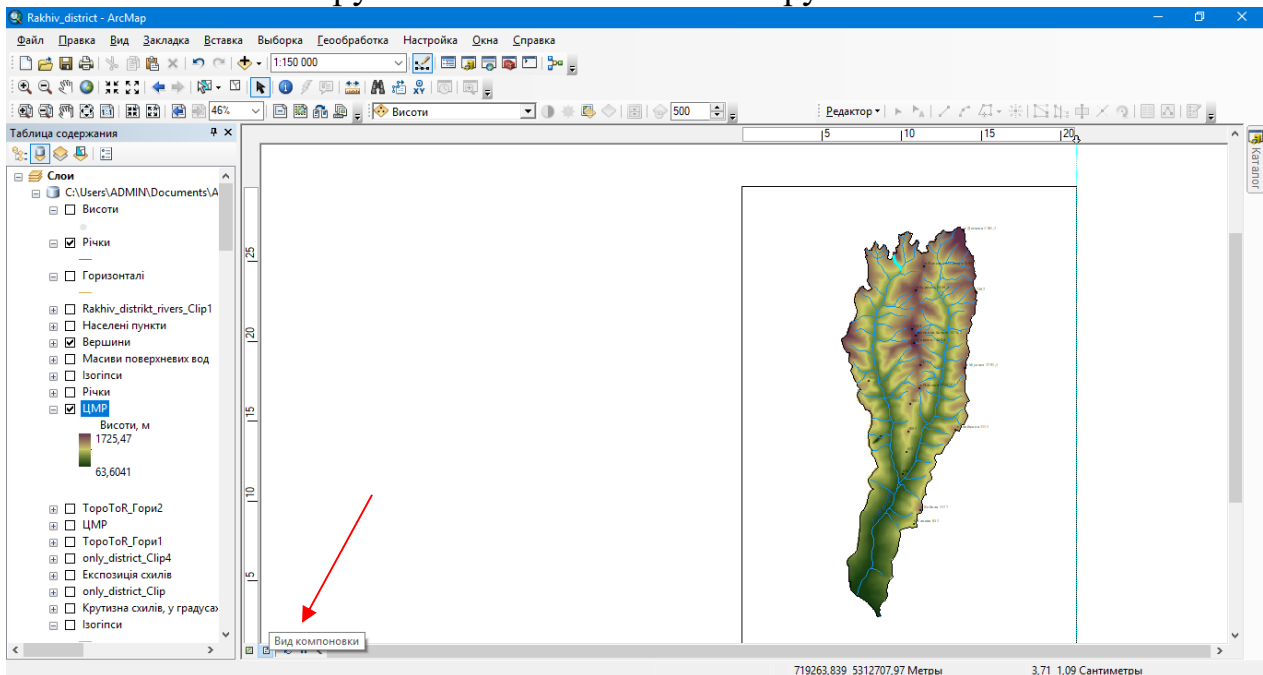 Rakhiv_district - ArcMap
Файл Правка Вид Закладка Вставка Выборка Геообработка Настройка Окна Справка
1:150 000
46%
Висоти
500
Редактор
Таблица содержания
Каталог
5 10 15 20
25
20
15
10
5
Слои
C:\Users\ADMIN\Documents\A
Висоти
Річки
Горизонталі
Rakhiv_distrikt_rivers_Clip1
Населені пункти
Вершини
Масиви поверхневих вод
Ізогіпси
Річки
ЦМР
Висоти, м
1725,47
63,6041
ТороToR_Гори2
ЦМР
ТороToR_Гори1
only_district_Clip4
Експозиція схилів
only_district_Clip
Крутизна схилів, у градусах
Ізогіпси
Вид компоновки
719263,839 5312707,97 Метры
3,71 1,09 Сантиметры